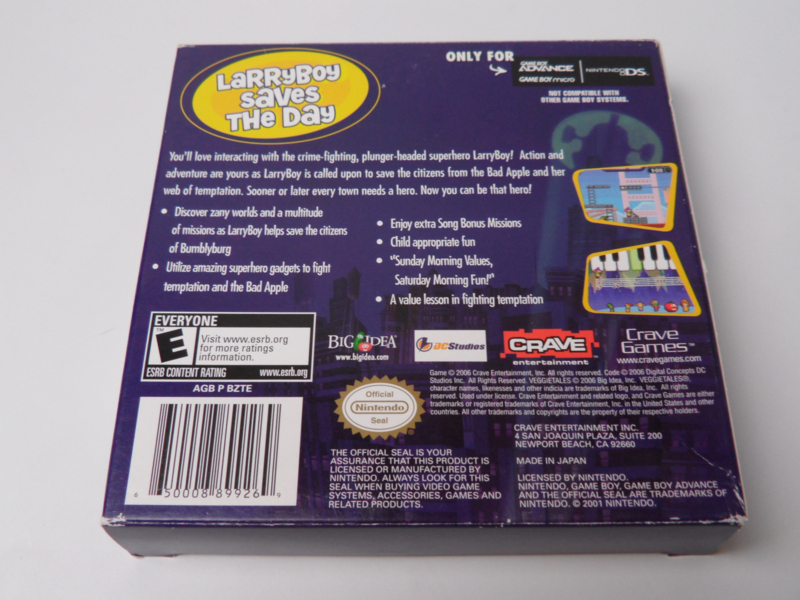 LaRRyBoy
saves
THe Day
ONLY FOR
GAME BOY
ADVANCE
GAME BOY micro
NINTENDO DS
NOT COMPATIBLE WITH
OTHER GAME BOY SYSTEMS.
You'll love interacting with the crime-fighting, plunger-headed superhero LarryBoy! Action and
adventure are yours as LarryBoy is called upon to save the citizens from the Bad Apple and her
web of temptation. Sooner or later every town needs a hero. Now you can be that hero!
• Discover zany worlds and a multitude
of missions as LarryBoy helps save the citizens
of Bumblyburg
• Utilize amazing superhero gadgets to fight
temptation and the Bad Apple
• Enjoy extra Song Bonus Missions
• Child appropriate fun
• "Sunday Morning Values,
Saturday Morning Fun!"
• A value lesson in fighting temptation
EVERYONE
E
TM
Visit www.esrb.org
for more ratings
information.
ESRB CONTENT RATING www.esrb.org
AGB P BZTE
BIG IDEA
www.bigidea.com
DC Studios
CRAVE
entertainment
Crave
Games™
www.cravegames.com
Game © 2006 Crave Entertainment, Inc. All Rights Reserved. Code © 2006 Digital Concepts DC
Studios Inc. All Rights Reserved. VEGGIETALES © 2006 Big Idea, Inc. VEGGIETALES®,
character names, likenesses and other indicia are trademarks of Big Idea, Inc. All rights
reserved. Used under license. Crave Entertainment and related logo, and Crave Games are either
trademarks or registered trademarks of Crave Entertainment, Inc. in the United States and other
countries. All other trademarks and copyrights are the property of their respective holders.
Official
Nintendo
Seal
THE OFFICIAL SEAL IS YOUR
ASSURANCE THAT THIS PRODUCT IS
LICENSED OR MANUFACTURED BY
NINTENDO. ALWAYS LOOK FOR THIS
SEAL WHEN BUYING VIDEO GAME
SYSTEMS, ACCESSORIES, GAMES AND
RELATED PRODUCTS.
CRAVE ENTERTAINMENT INC.
4 SAN JOAQUIN PLAZA, SUITE 200
NEWPORT BEACH, CA 92660
MADE IN JAPAN
LICENSED BY NINTENDO.
NINTENDO, GAME BOY, GAME BOY ADVANCE
AND THE OFFICIAL SEAL ARE TRADEMARKS OF
NINTENDO. © 2001 NINTENDO.
6 50008 89926 9